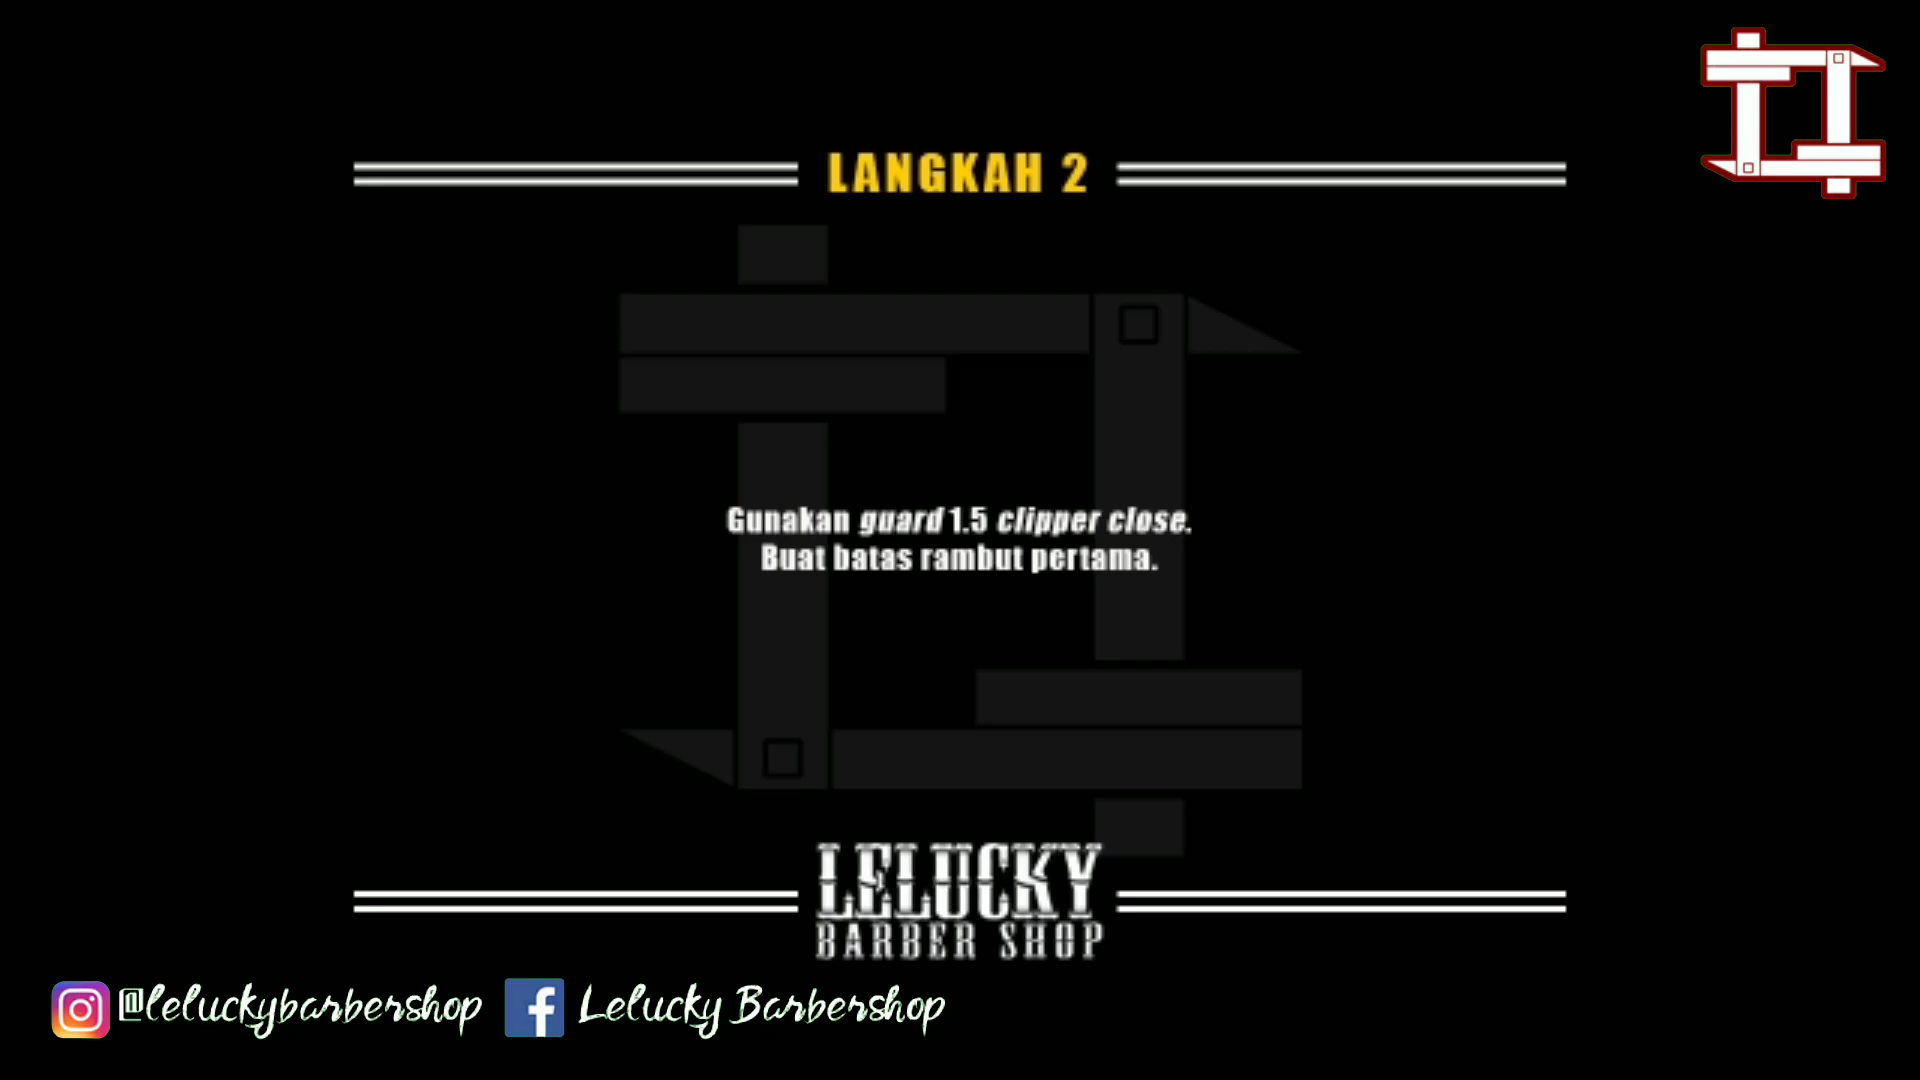 LANGKAH 2
Gunakan guard 1.5 clipper close.
Buat batas rambut pertama.
LELUCKY
BARBER SHOP
@leluckybarbershop
Lelucky Barbershop